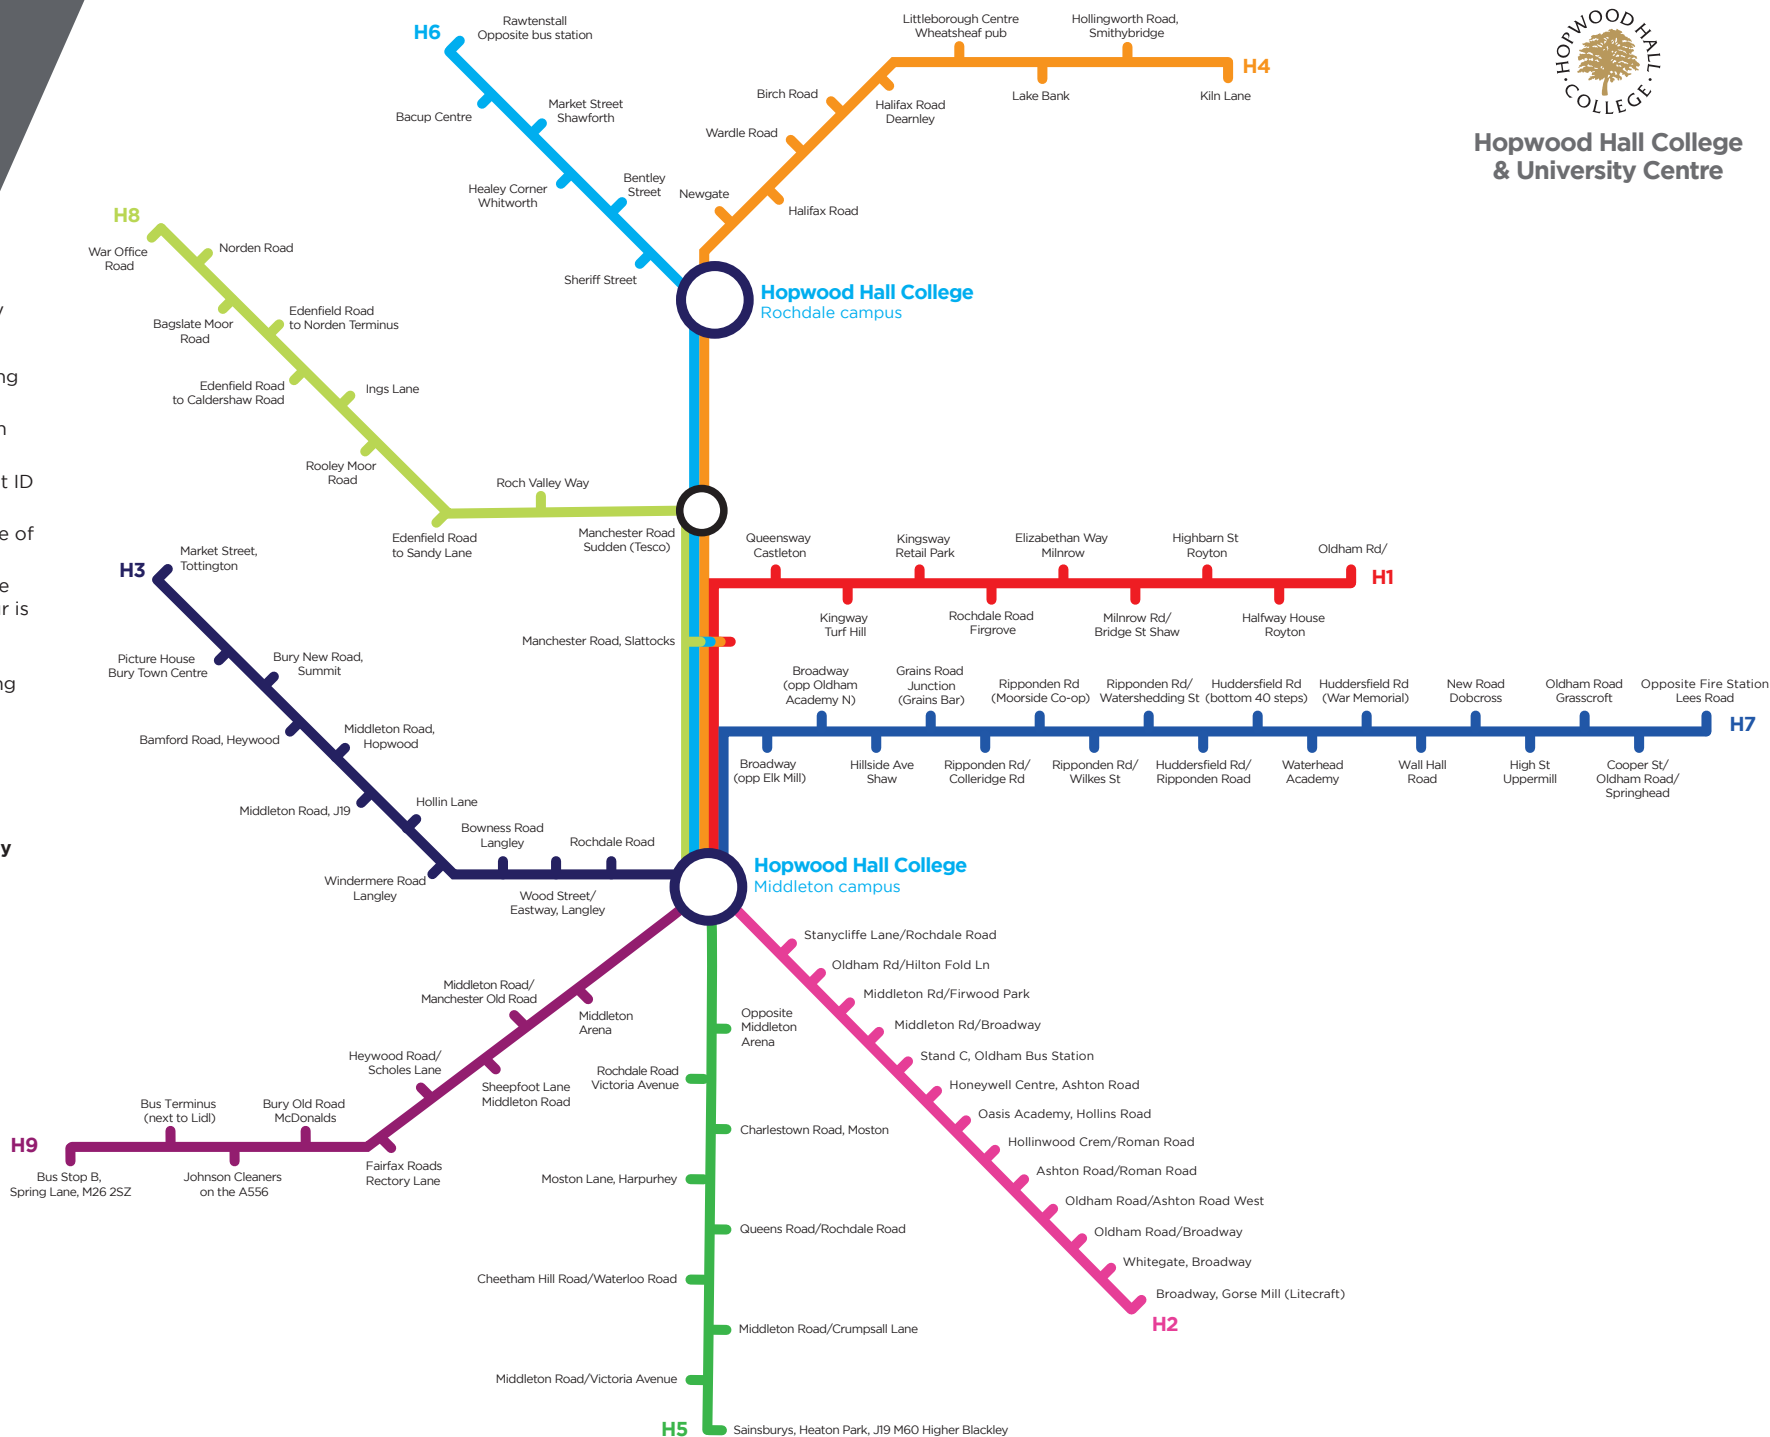 H6
Rawtenstall
Opposite bus station
Bacup Centre
Market Street
Shawforth
Healey Corner
Whitworth
Bentley
Street
Sheriff Street
Littleborough Centre
Wheatsheaf pub
Hollingworth Road,
Smithybridge
H4
Birch Road
Halifax Road
Dearnley
Lake Bank
Kiln Lane
Wardle Road
Newgate
Halifax Road
HOPWOOD HALL
COLLEGE
Hopwood Hall College
& University Centre
H8
War Office
Road
Norden Road
Bagslate Moor
Road
Edenfield Road
to Norden Terminus
Edenfield Road
to Caldershaw Road
Ings Lane
Rooley Moor
Road
Edenfield Road
to Sandy Lane
Roch Valley Way
Manchester Road
Sudden (Tesco)
Hopwood Hall College
Rochdale campus
y
ng
n
t ID
e of
e
r is
ng
y
H3
Market Street,
Tottington
Picture House
Bury Town Centre
Bury New Road,
Summit
Bamford Road, Heywood
Middleton Road,
Hopwood
Middleton Road, J19
Hollin Lane
Windermere Road
Langley
Bowness Road
Langley
Wood Street/
Eastway, Langley
Rochdale Road
Manchester Road, Slattocks
Queensway
Castleton
Kingway
Turf Hill
Kingsway
Retail Park
Rochdale Road
Firgrove
Elizabethan Way
Milnrow
Milnrow Rd/
Bridge St Shaw
Highbarn St
Royton
Halfway House
Royton
Oldham Rd/
H1
Broadway
(opp Elk Mill)
Broadway
(opp Oldham
Academy N)
Hillside Ave
Shaw
Grains Road
Junction
(Grains Bar)
Ripponden Rd/
Colleridge Rd
Ripponden Rd
(Moorside Co-op)
Ripponden Rd/
Wilkes St
Ripponden Rd/
Watershedding St
Huddersfield Rd/
Ripponden Road
Huddersfield Rd
(bottom 40 steps)
Waterhead
Academy
Huddersfield Rd
(War Memorial)
Wall Hall
Road
New Road
Dobcross
High St
Uppermill
Oldham Road
Grasscroft
Cooper St/
Oldham Road/
Springhead
Opposite Fire Station
Lees Road
H7
Hopwood Hall College
Middleton campus
Middleton Road/
Manchester Old Road
Middleton
Arena
Heywood Road/
Scholes Lane
Sheepfoot Lane
Middleton Road
Bus Terminus
(next to Lidl)
Bury Old Road
McDonalds
H9
Bus Stop B,
Spring Lane, M26 2SZ
Johnson Cleaners
on the A556
Fairfax Roads
Rectory Lane
Opposite
Middleton
Arena
Rochdale Road
Victoria Avenue
Charlestown Road, Moston
Moston Lane, Harpurhey
Queens Road/Rochdale Road
Cheetham Hill Road/Waterloo Road
Middleton Road/Crumpsall Lane
Middleton Road/Victoria Avenue
H5
Sainsburys, Heaton Park, J19 M60 Higher Blackley
Stanycliffe Lane/Rochdale Road
Oldham Rd/Hilton Fold Ln
Middleton Rd/Firwood Park
Middleton Rd/Broadway
Stand C, Oldham Bus Station
Honeywell Centre, Ashton Road
Oasis Academy, Hollins Road
Hollinwood Crem/Roman Road
Ashton Road/Roman Road
Oldham Road/Ashton Road West
Oldham Road/Broadway
Whitegate, Broadway
Broadway, Gorse Mill (Litecraft)
H2